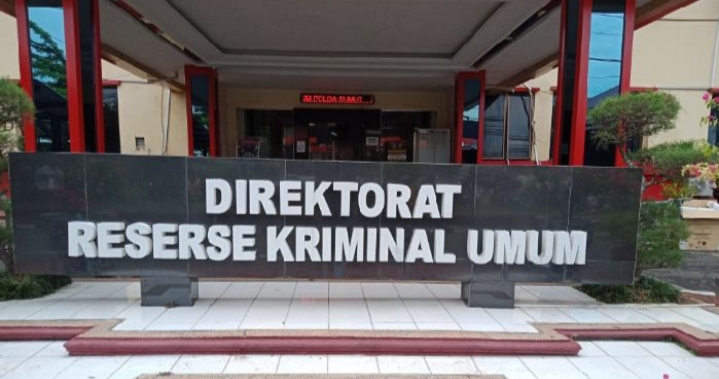 M POLDA SUMUT
DIREKTORAT
RESERSE KRIMINAL UMUM